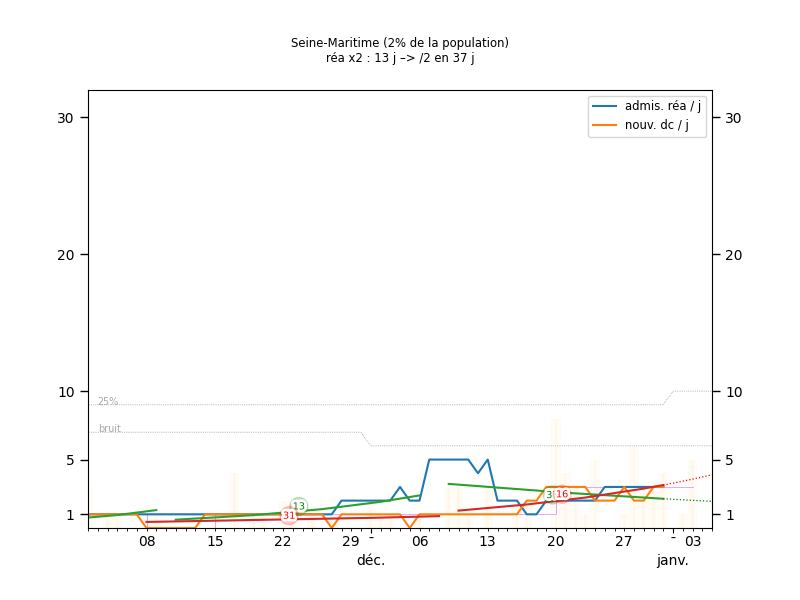 Seine-Maritime (2% de la population)
réa x2 : 13 j –> /2 en 37 j
admis. réa / j
nouv. dc / j
30 30
20 20
10 10
25%
bruit
5 5
13
31
16
1 1
08 15 22 29 - 06 13 20 27 - 03
déc. janv.